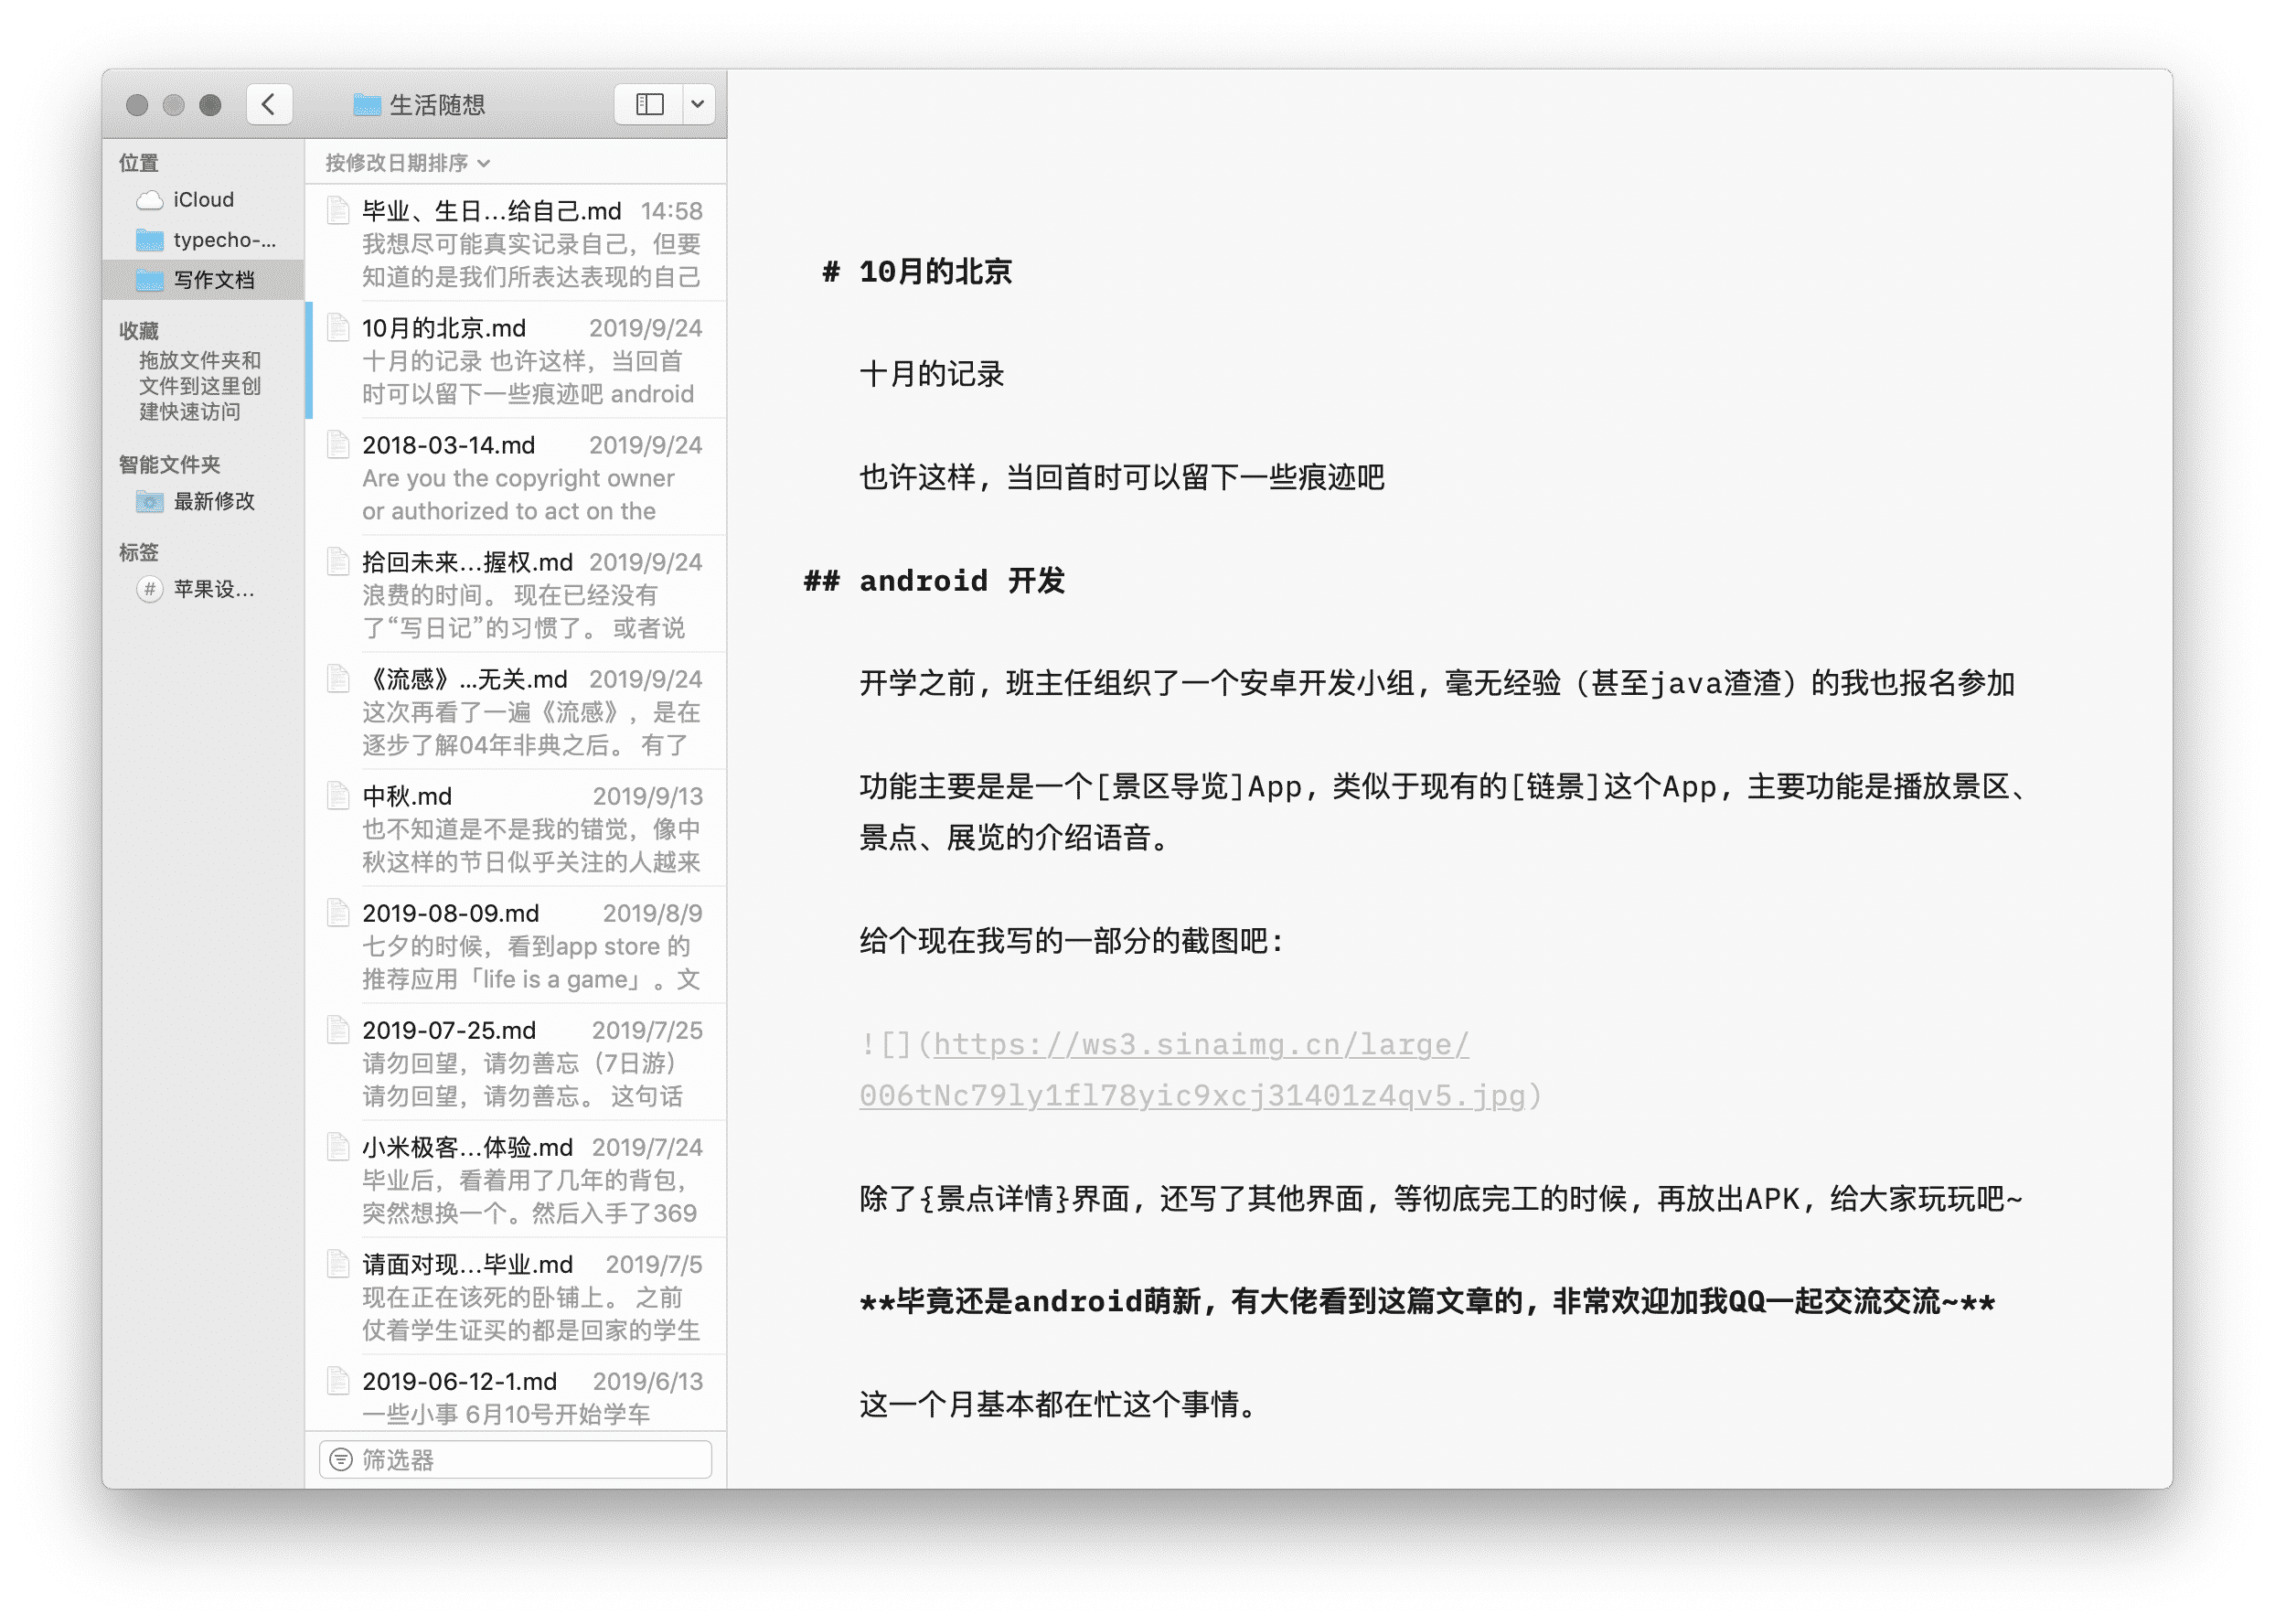 生活随想
位置
iCloud
typecho-...
写作文档
收藏
拖放文件夹和
文件到这里创
建快速访问
智能文件夹
最新修改
标签
# 苹果设...
按修改日期排序
毕业、生日...给自己.md 14:58
我想尽可能真实记录自己，但要
知道的是我们所表达表现的自己
10月的北京.md 2019/9/24
十月的记录 也许这样，当回首
时可以留下一些痕迹吧 android
2018-03-14.md 2019/9/24
Are you the copyright owner
or authorized to act on the
拾回未来...握权.md 2019/9/24
浪费的时间。 现在已经没有
了“写日记”的习惯了。 或者说
《流感》...无关.md 2019/9/24
这次再看了一遍《流感》，是在
逐步了解04年非典之后。 有了
中秋.md 2019/9/13
也不知道是不是我的错觉，像中
秋这样的节日似乎关注的人越来
2019-08-09.md 2019/8/9
七夕的时候，看到app store 的
推荐应用「life is a game」。文
2019-07-25.md 2019/7/25
请勿回望，请勿善忘（7日游）
请勿回望，请勿善忘。 这句话
小米极客...体验.md 2019/7/24
毕业后，看着用了几年的背包，
突然想换一个。然后入手了369
请面对现...毕业.md 2019/7/5
现在正在该死的卧铺上。 之前
仗着学生证买的都是回家的学生
2019-06-12-1.md 2019/6/13
一些小事 6月10号开始学车
筛选器
# 10月的北京
十月的记录
也许这样，当回首时可以留下一些痕迹吧
## android 开发
开学之前，班主任组织了一个安卓开发小组，毫无经验（甚至java渣渣）的我也报名参加
功能主要是是一个[景区导览]App，类似于现有的[链景]这个App，主要功能是播放景区、
景点、展览的介绍语音。
给个现在我写的一部分的截图吧：
![](https://ws3.sinaimg.cn/large/
006tNc79ly1fl78yic9xcj31401z4qv5.jpg)
除了{景点详情}界面，还写了其他界面，等彻底完工的时候，再放出APK，给大家玩玩吧~
**毕竟还是android萌新，有大佬看到这篇文章的，非常欢迎加我QQ一起交流交流~**
这一个月基本都在忙这个事情。